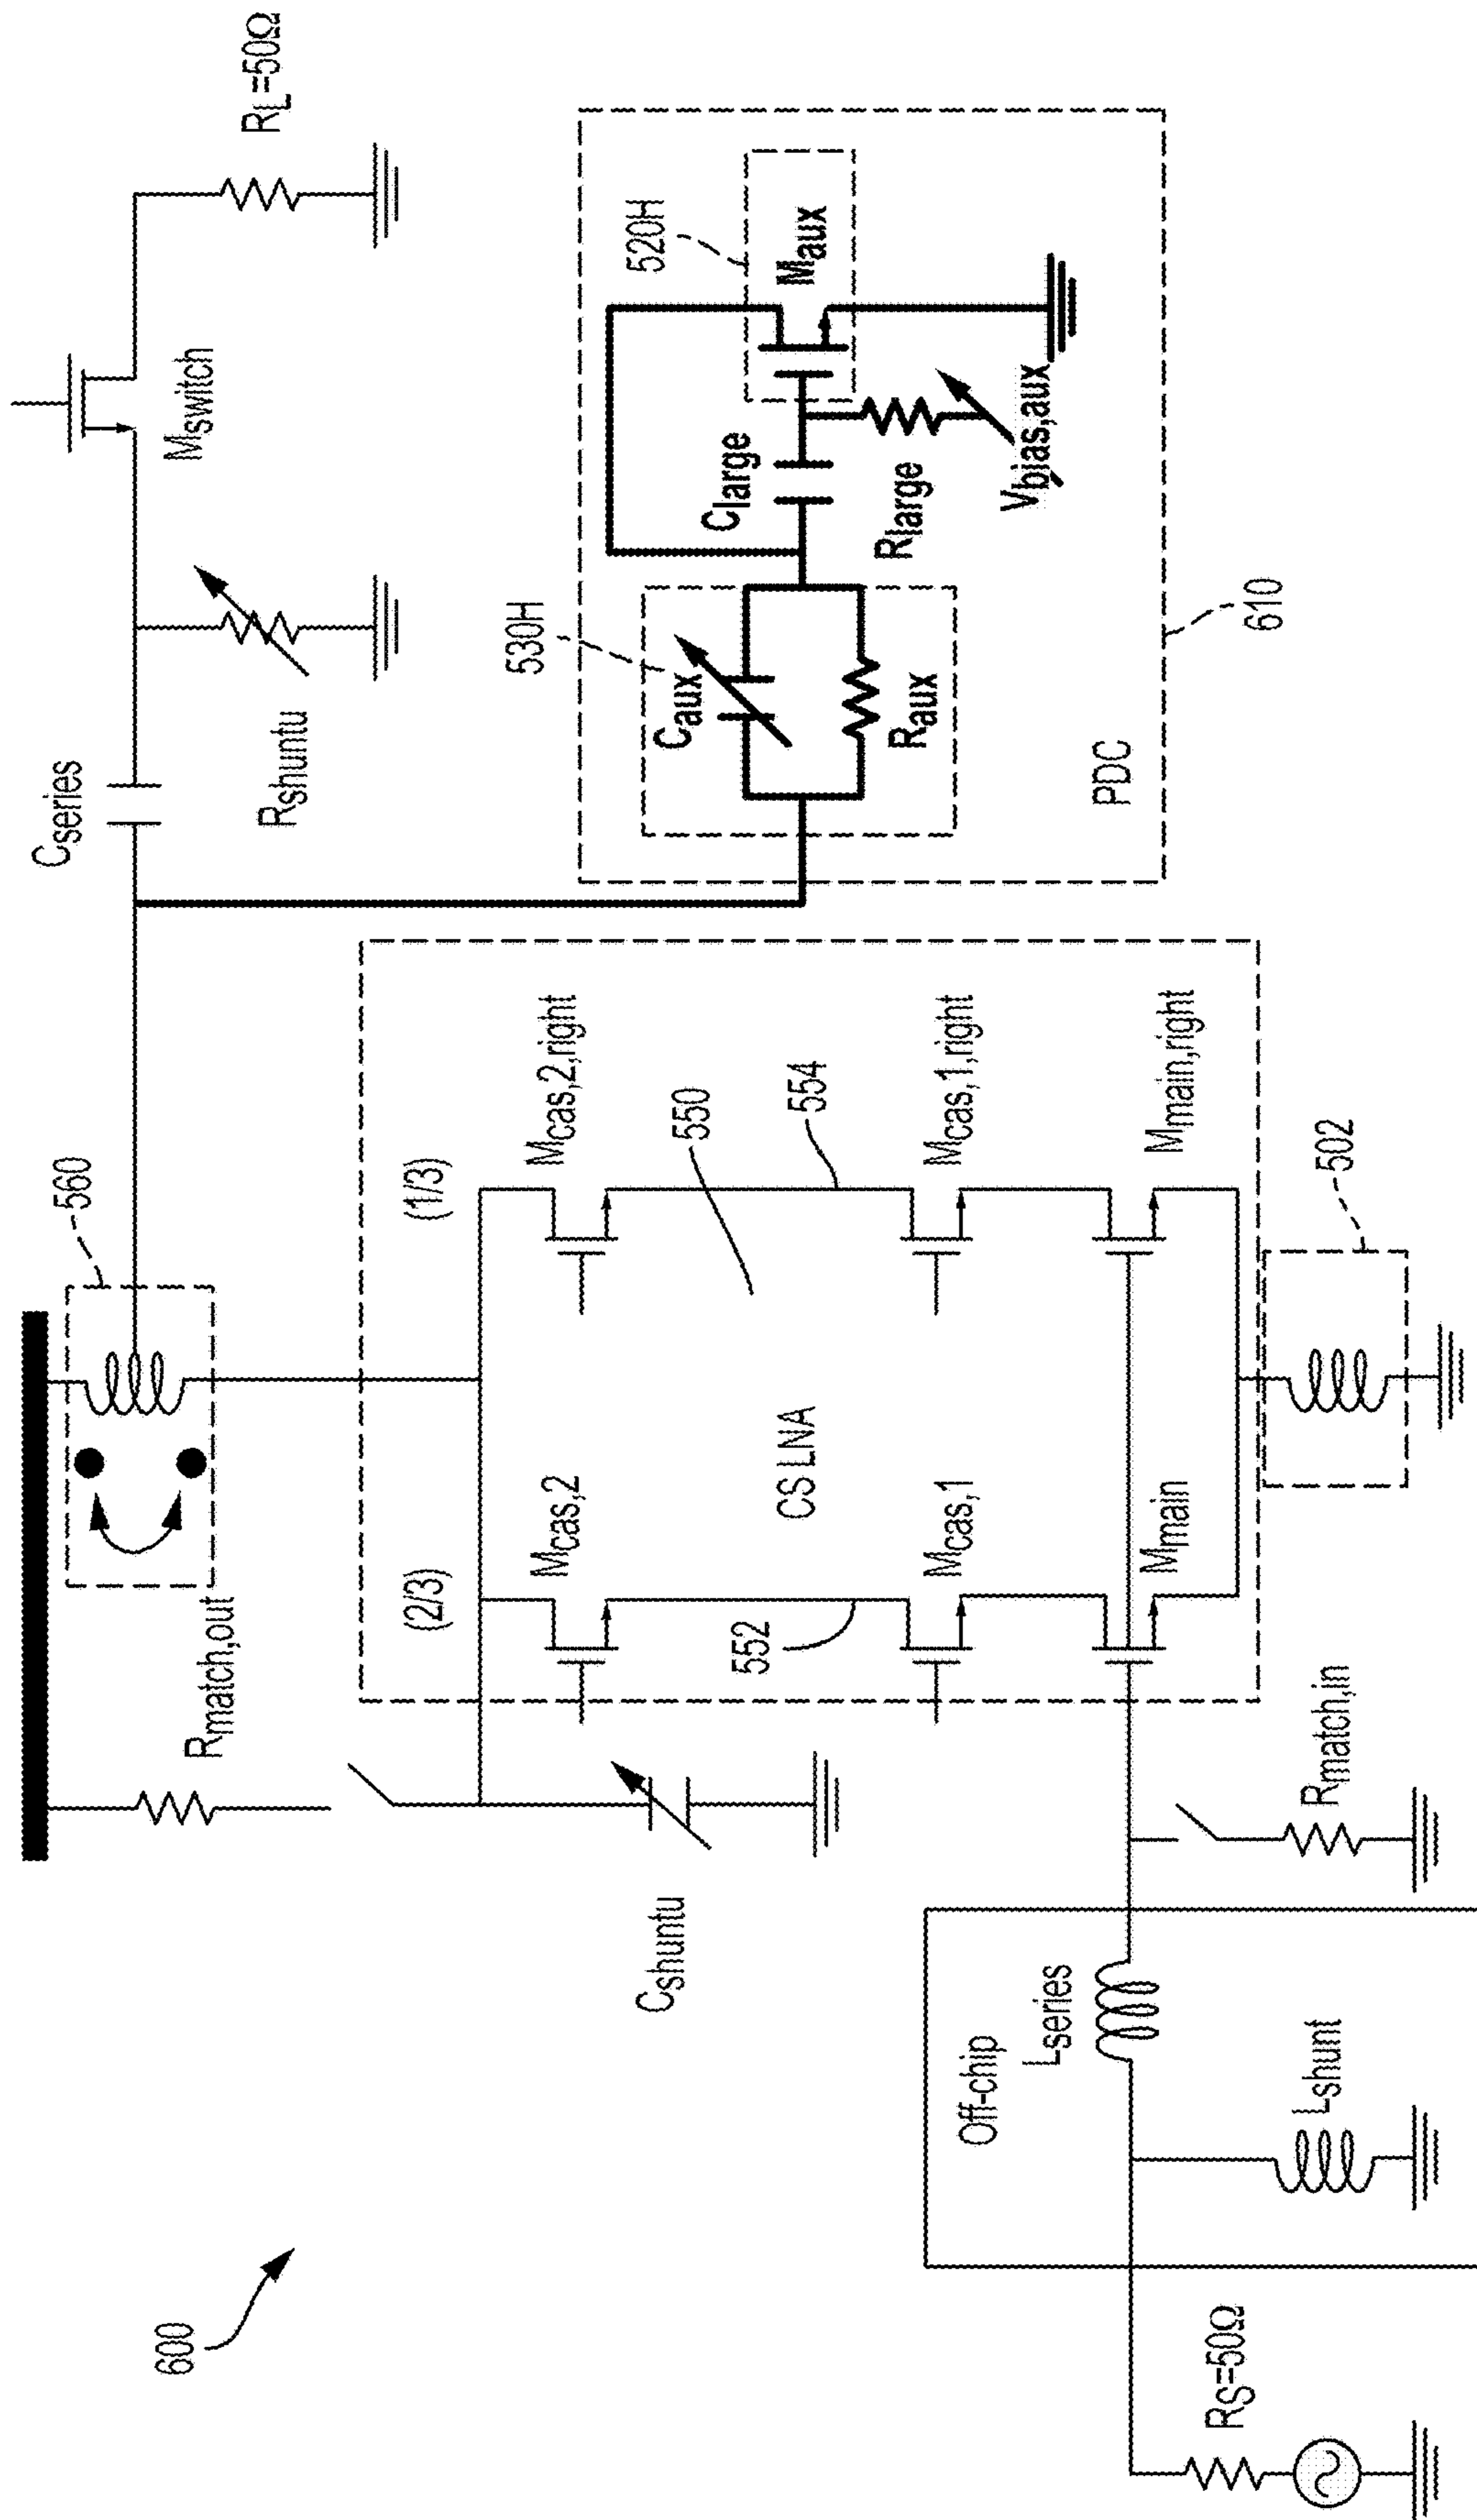 600
RS=50Ω
Off-chip
Lseries
Lshunt
Rmatch,in
Cshuntu
Rmatch,out
560
(2/3)
(1/3)
Mcas,2
Mcas,2,right
552
CS LNA
550
554
Mcas,1
Mcas,1,right
Mmain
Mmain,right
502
Cseries
Rshuntu
Mswitch
RL=50Ω
530H
Caux
Raux
Clarge
Rlarge
520H
Maux
Vbias,aux
PDC
610